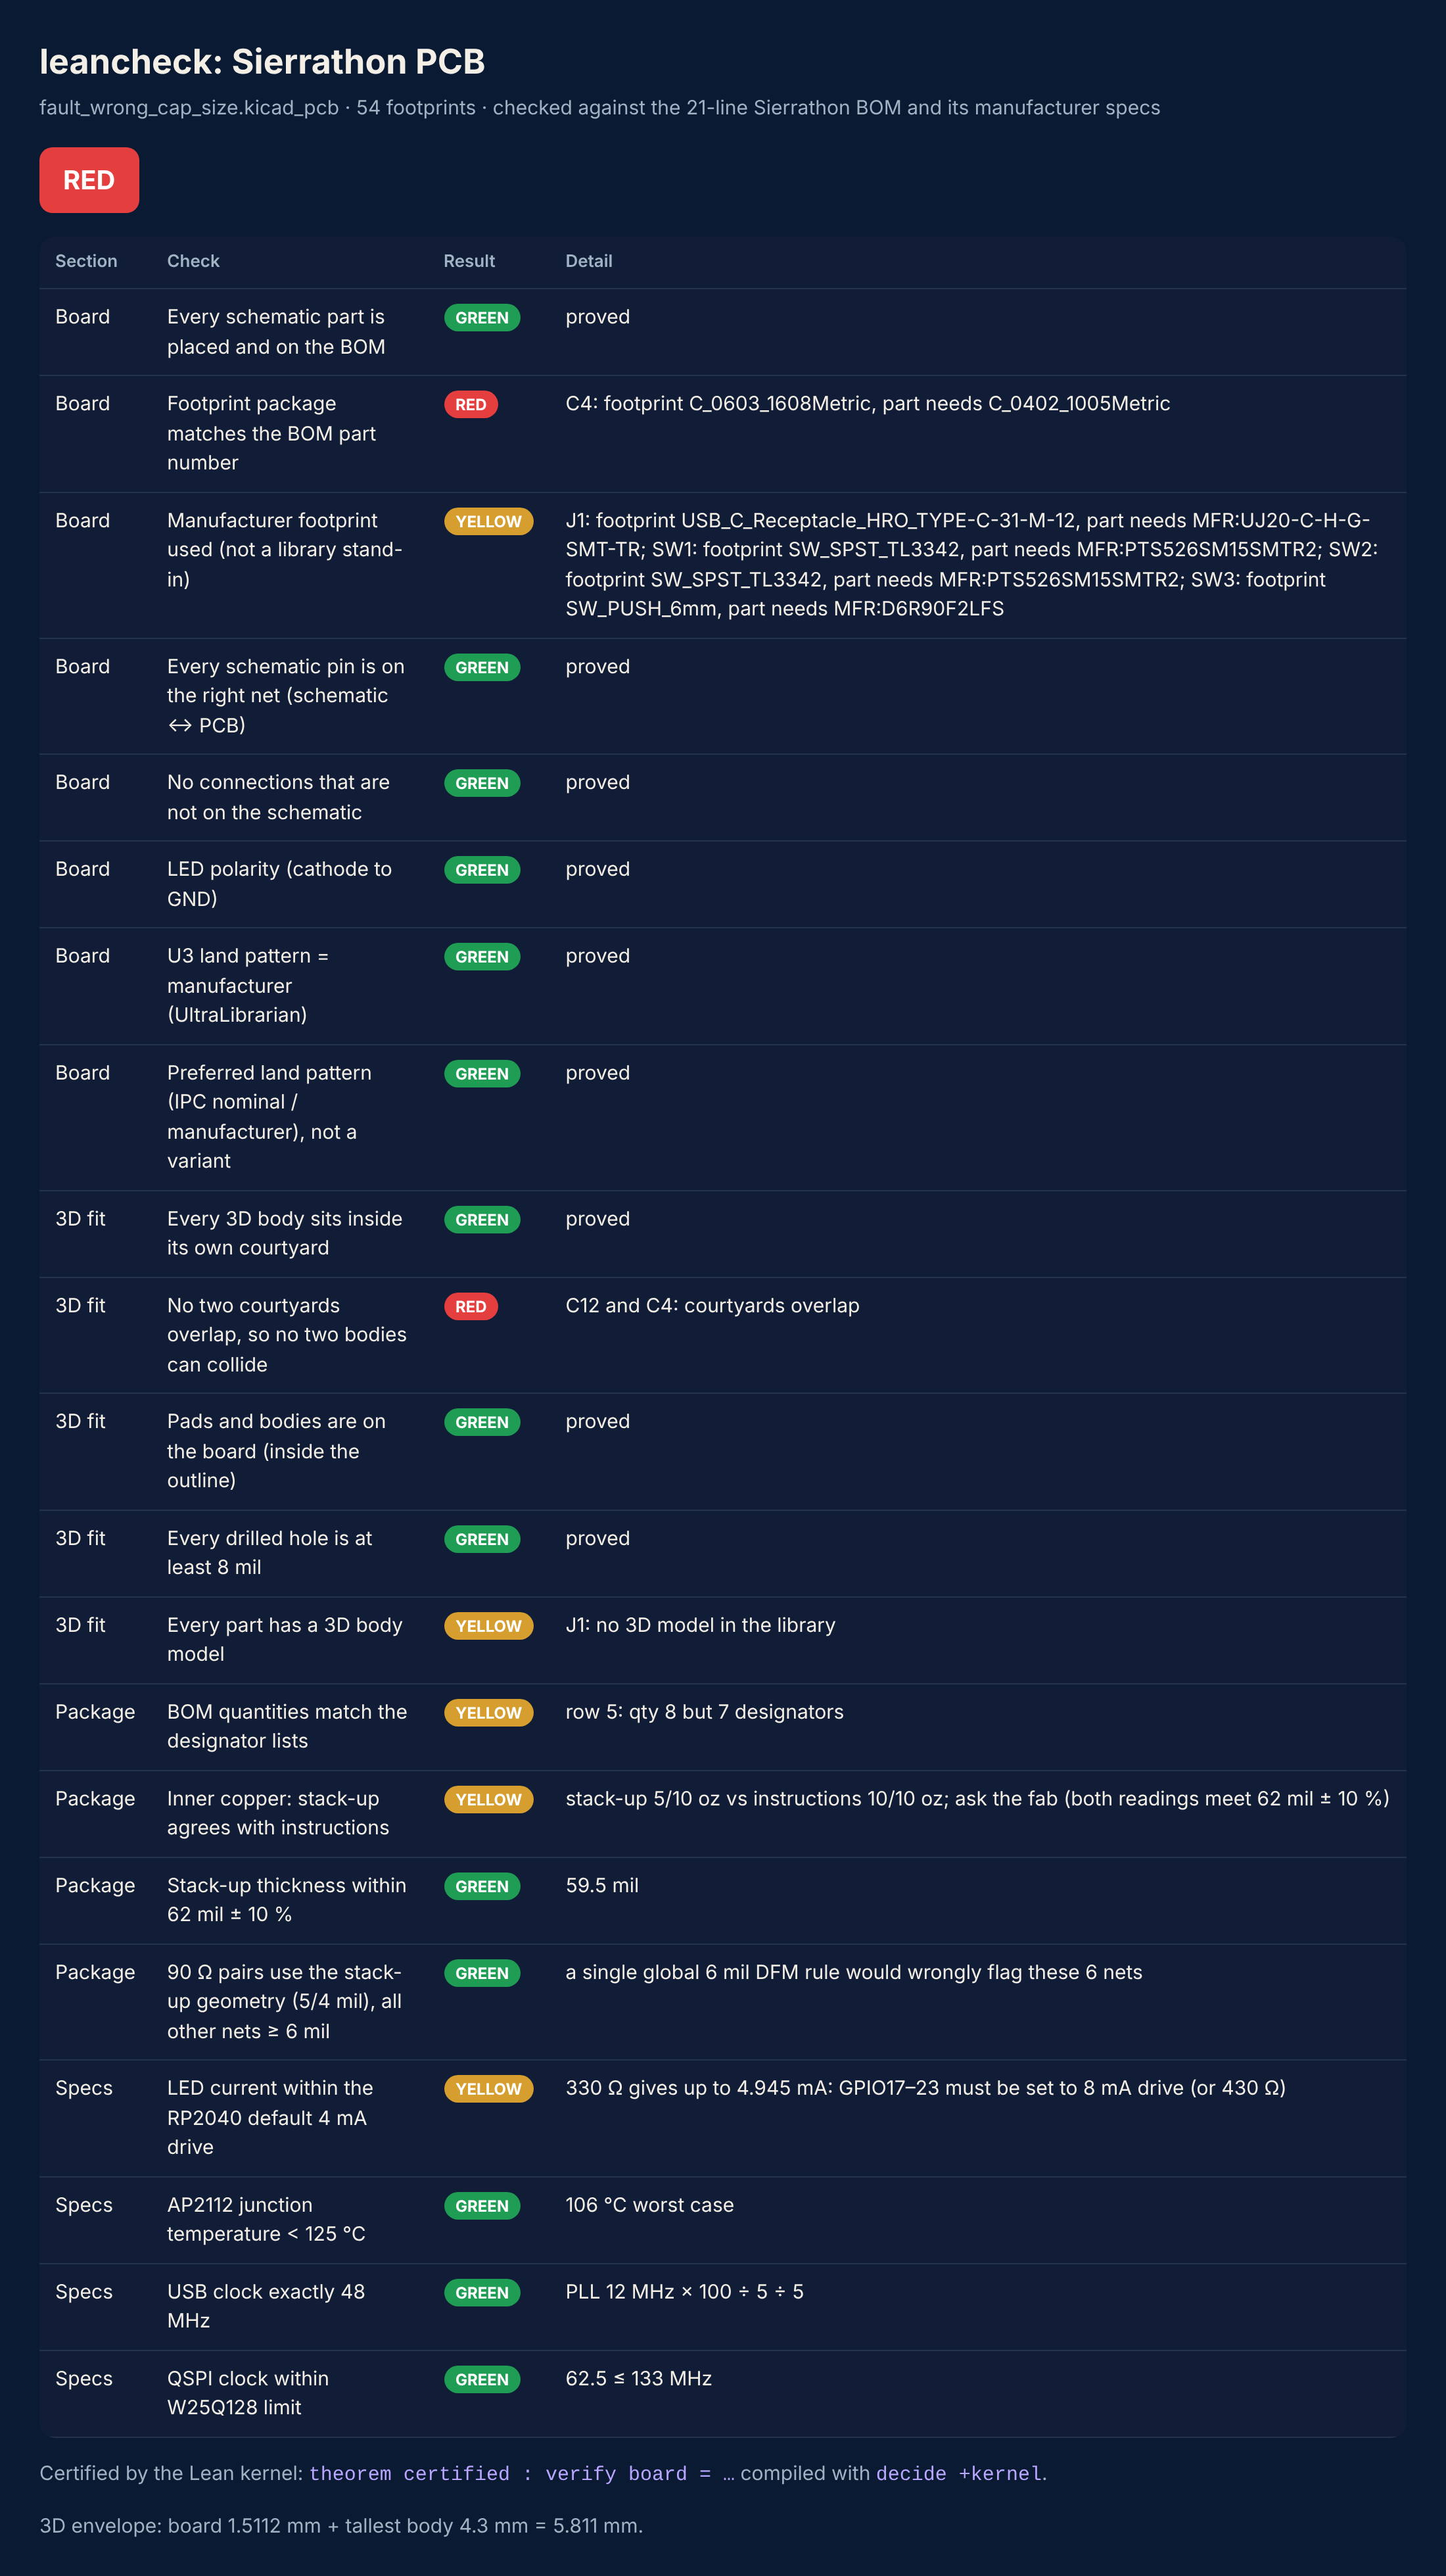 leancheck: Sierrathon PCB
fault_wrong_cap_size.kicad_pcb · 54 footprints · checked against the 21-line Sierrathon BOM and its manufacturer specs
RED
Section Check Result Detail
Board Every schematic part is GREEN proved
placed and on the BOM
Board Footprint package RED C4: footprint C_0603_1608Metric, part needs C_0402_1005Metric
matches the BOM part
number
Board Manufacturer footprint YELLOW J1: footprint USB_C_Receptacle_HRO_TYPE-C-31-M-12, part needs MFR:UJ20-C-H-G-
used (not a library stand- SMT-TR; SW1: footprint SW_SPST_TL3342, part needs MFR:PTS526SM15SMTR2; SW2:
in) footprint SW_SPST_TL3342, part needs MFR:PTS526SM15SMTR2; SW3: footprint
SW_PUSH_6mm, part needs MFR:D6R90F2LFS
Board Every schematic pin is on GREEN proved
the right net (schematic
↔ PCB)
Board No connections that are GREEN proved
not on the schematic
Board LED polarity (cathode to GREEN proved
GND)
Board U3 land pattern = GREEN proved
manufacturer
(UltraLibrarian)
Board Preferred land pattern GREEN proved
(IPC nominal /
manufacturer), not a
variant
3D fit Every 3D body sits inside GREEN proved
its own courtyard
3D fit No two courtyards RED C12 and C4: courtyards overlap
overlap, so no two bodies
can collide
3D fit Pads and bodies are on GREEN proved
the board (inside the
outline)
3D fit Every drilled hole is at GREEN proved
least 8 mil
3D fit Every part has a 3D body YELLOW J1: no 3D model in the library
model
Package BOM quantities match the YELLOW row 5: qty 8 but 7 designators
designator lists
Package Inner copper: stack-up YELLOW stack-up 5/10 oz vs instructions 10/10 oz; ask the fab (both readings meet 62 mil ± 10 %)
agrees with instructions
Package Stack-up thickness within GREEN 59.5 mil
62 mil ± 10 %
Package 90 Ω pairs use the stack- GREEN a single global 6 mil DFM rule would wrongly flag these 6 nets
up geometry (5/4 mil), all
other nets ≥ 6 mil
Specs LED current within the YELLOW 330 Ω gives up to 4.945 mA: GPIO17–23 must be set to 8 mA drive (or 430 Ω)
RP2040 default 4 mA
drive
Specs AP2112 junction GREEN 106 °C worst case
temperature < 125 °C
Specs USB clock exactly 48 GREEN PLL 12 MHz × 100 ÷ 5 ÷ 5
MHz
Specs QSPI clock within GREEN 62.5 ≤ 133 MHz
W25Q128 limit
Certified by the Lean kernel: theorem certified : verify board = … compiled with decide +kernel.
3D envelope: board 1.5112 mm + tallest body 4.3 mm = 5.811 mm.